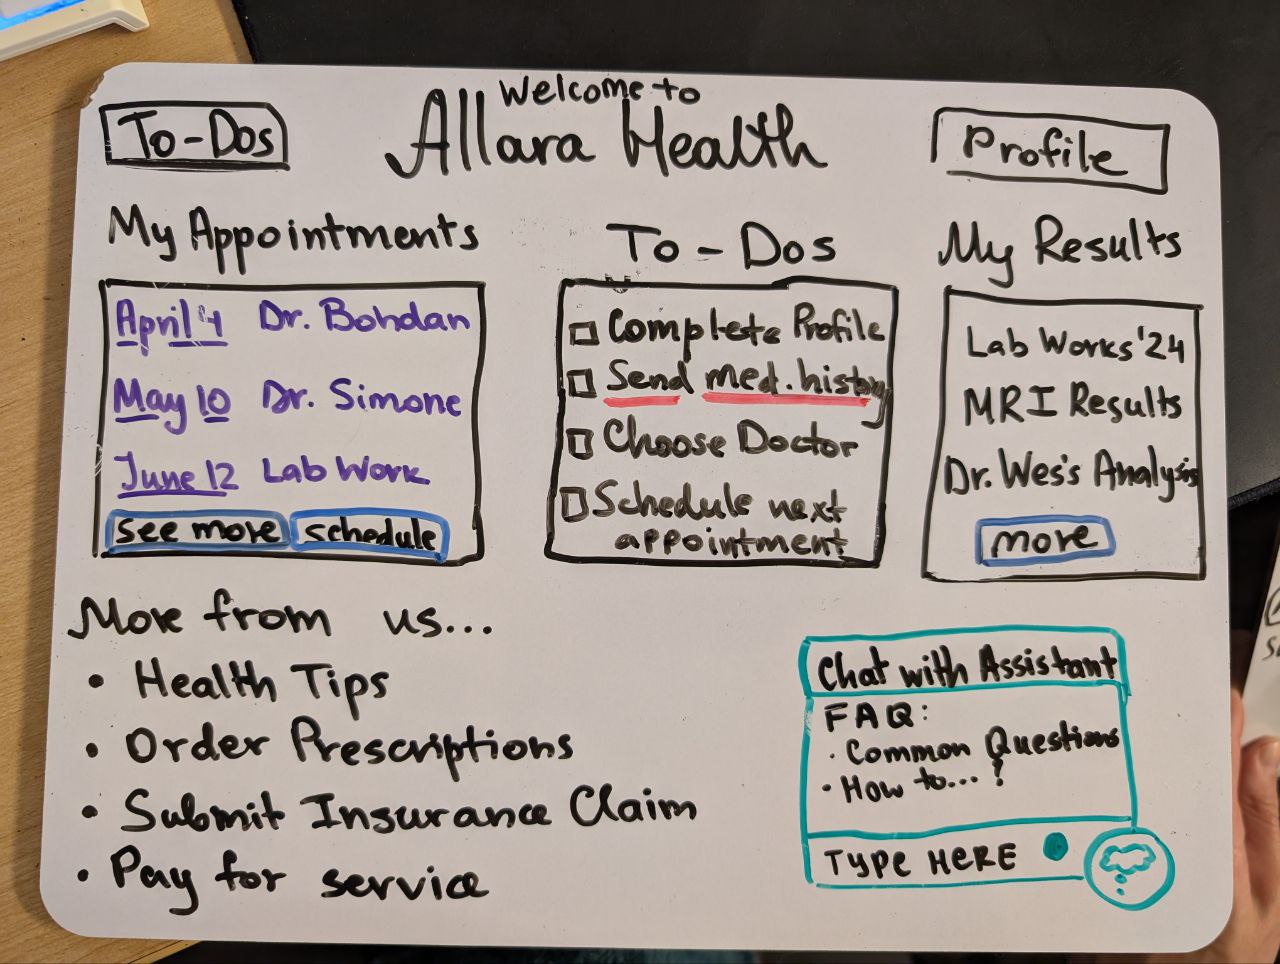 Welcome to
Allara Health
To-Dos
Profile
My Appointments
April 4 Dr. Bohdan
May 10 Dr. Simone
June 12 Lab Work
see more schedule
To-Dos
Complete Profile
Send med. history
Choose Doctor
Schedule next
appointment
My Results
Lab Works '24
MRI Results
Dr. Wes's Analysis
more
More from us...
• Health Tips
• Order Prescriptions
• Submit Insurance Claim
• Pay for service
Chat with Assistant
FAQ:
· Common Questions
· How to... ?
TYPE HERE